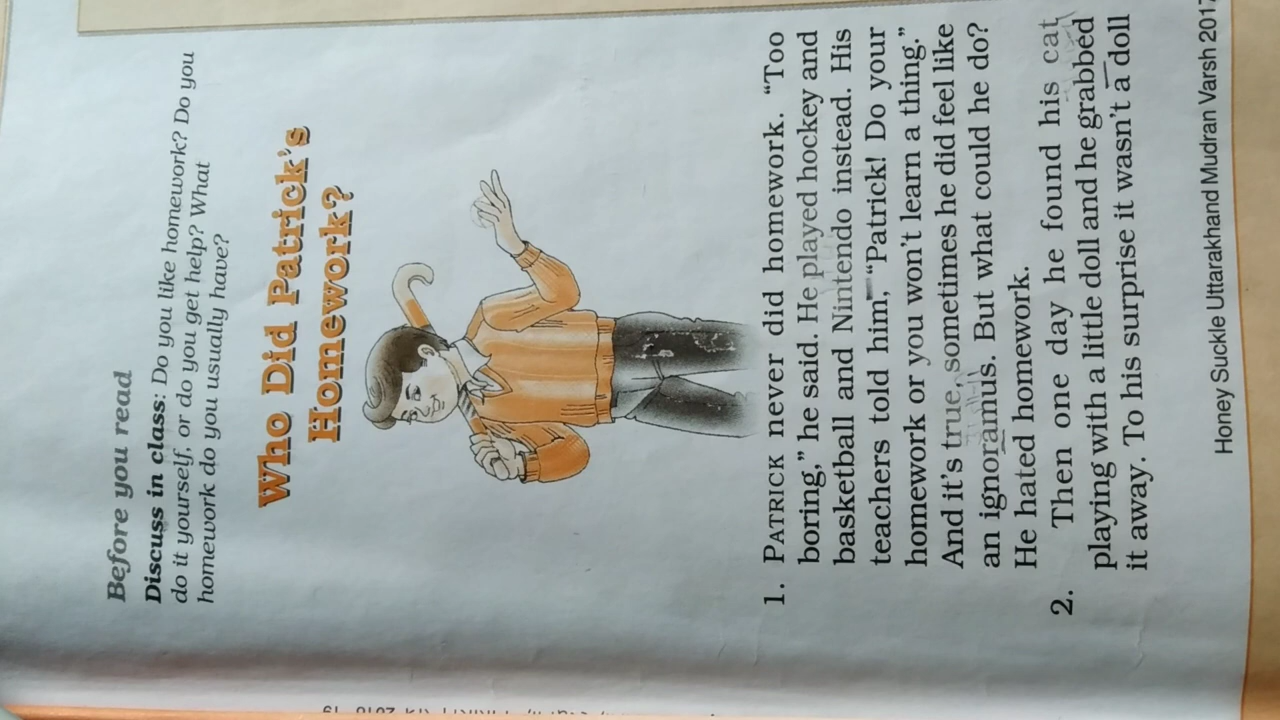 Before you read
Discuss in class: Do you like homework? Do you
do it yourself, or do you get help? What
homework do you usually have?
Who Did Patrick's
Homework?
1. PATRICK never did homework. “Too
boring,” he said. He played hockey and
basketball and Nintendo instead. His
teachers told him, “Patrick! Do your
homework or you won't learn a thing.”
And it's true, sometimes he did feel like
an ignoramus. But what could he do?
He hated homework.
2. Then one day he found his cat
playing with a little doll and he grabbed
it away. To his surprise it wasn't a doll
Honey Suckle Uttarakhand Mudran Varsh 2017